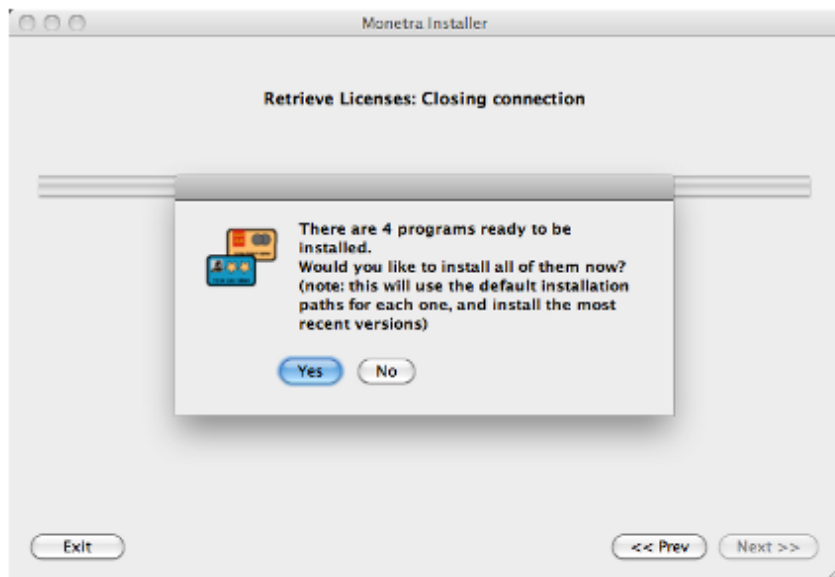 Monetra Installer
Retrieve Licenses: Closing connection
There are 4 programs ready to be
installed.
Would you like to install all of them now?
(note: this will use the default installation
paths for each one, and install the most
recent versions)
Yes
No
Exit
<< Prev
Next >>